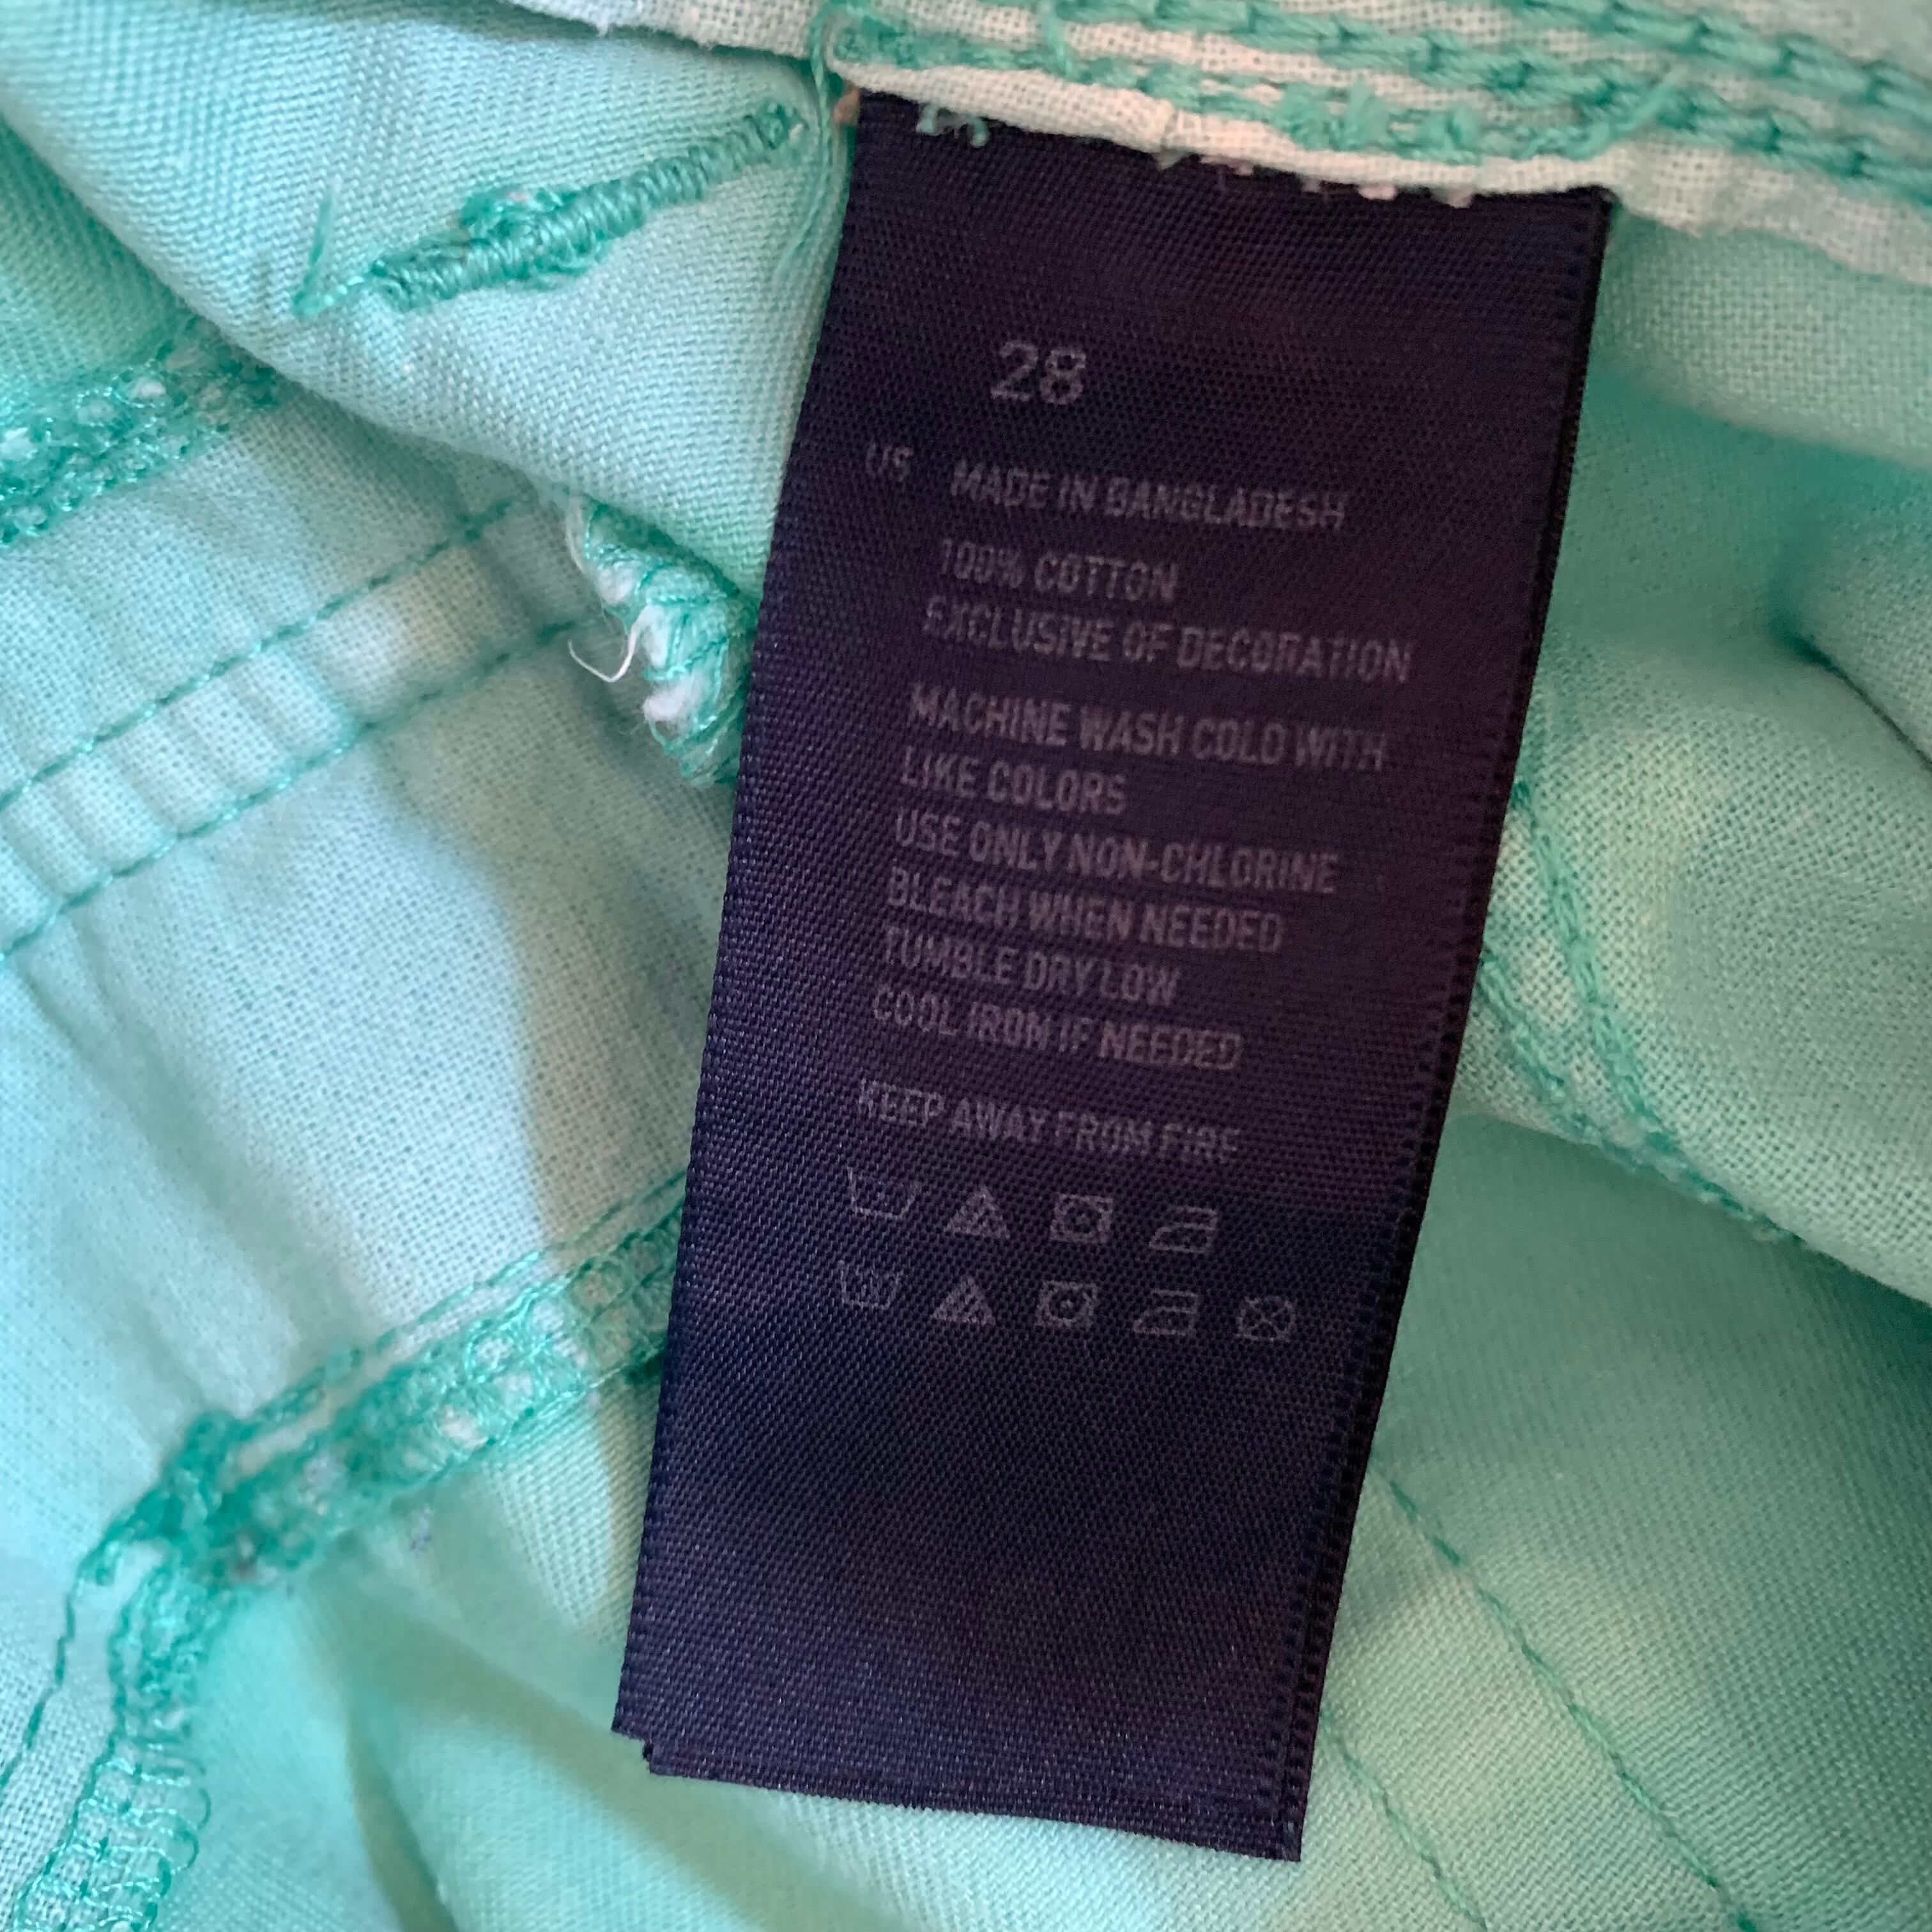 28
US MADE IN BANGLADESH
100% COTTON
EXCLUSIVE OF DECORATION
MACHINE WASH COLD WITH
LIKE COLORS
USE ONLY NON-CHLORINE
BLEACH WHEN NEEDED
TUMBLE DRY LOW
COOL IRON IF NEEDED
KEEP AWAY FROM FIRE